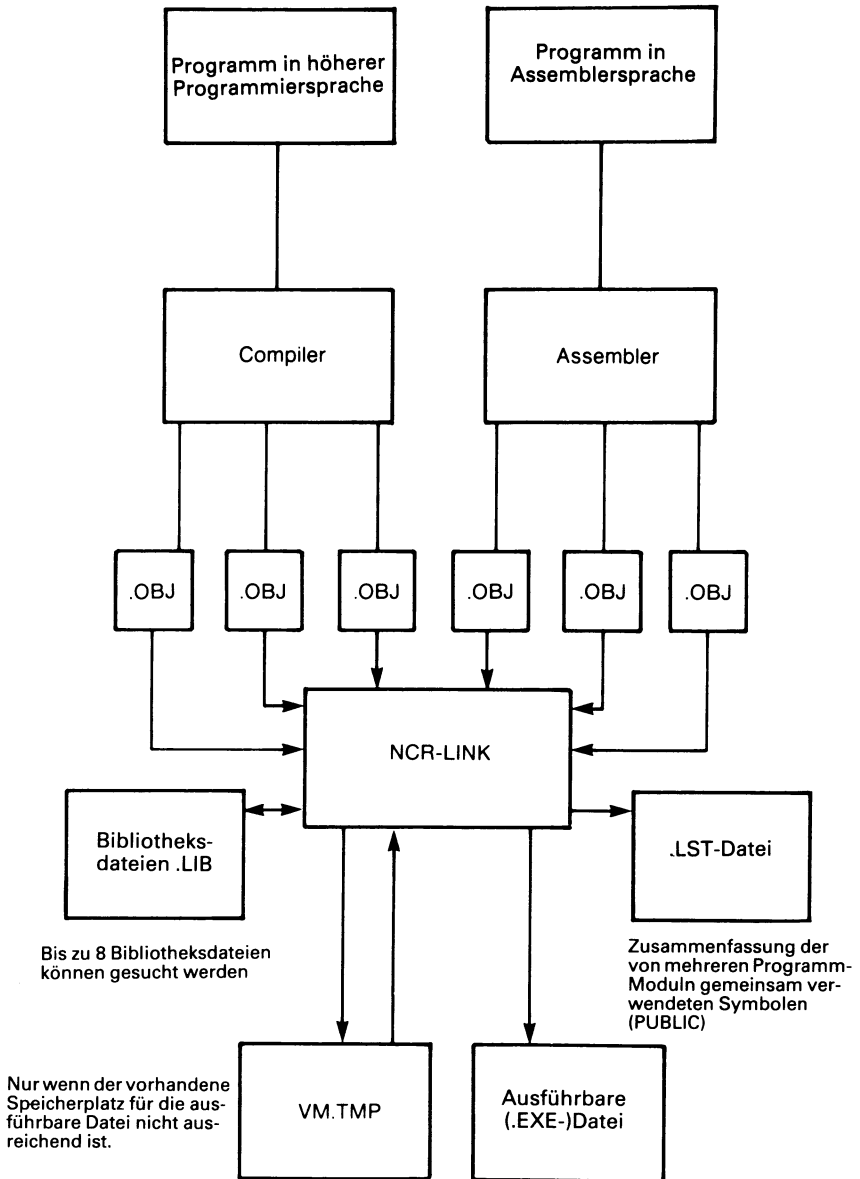 Programm in höherer
Programmiersprache
Programm in
Assemblersprache
Compiler
Assembler
.OBJ
.OBJ
.OBJ
.OBJ
.OBJ
.OBJ
NCR-LINK
Bibliotheks-
dateien .LIB
.LST-Datei
Bis zu 8 Bibliotheksdateien
können gesucht werden
Zusammenfassung der
von mehreren Programm-
Moduln gemeinsam ver-
wendeten Symbolen
(PUBLIC)
Nur wenn der vorhandene
Speicherplatz für die aus-
führbare Datei nicht aus-
reichend ist.
VM.TMP
Ausführbare
(.EXE-)Datei